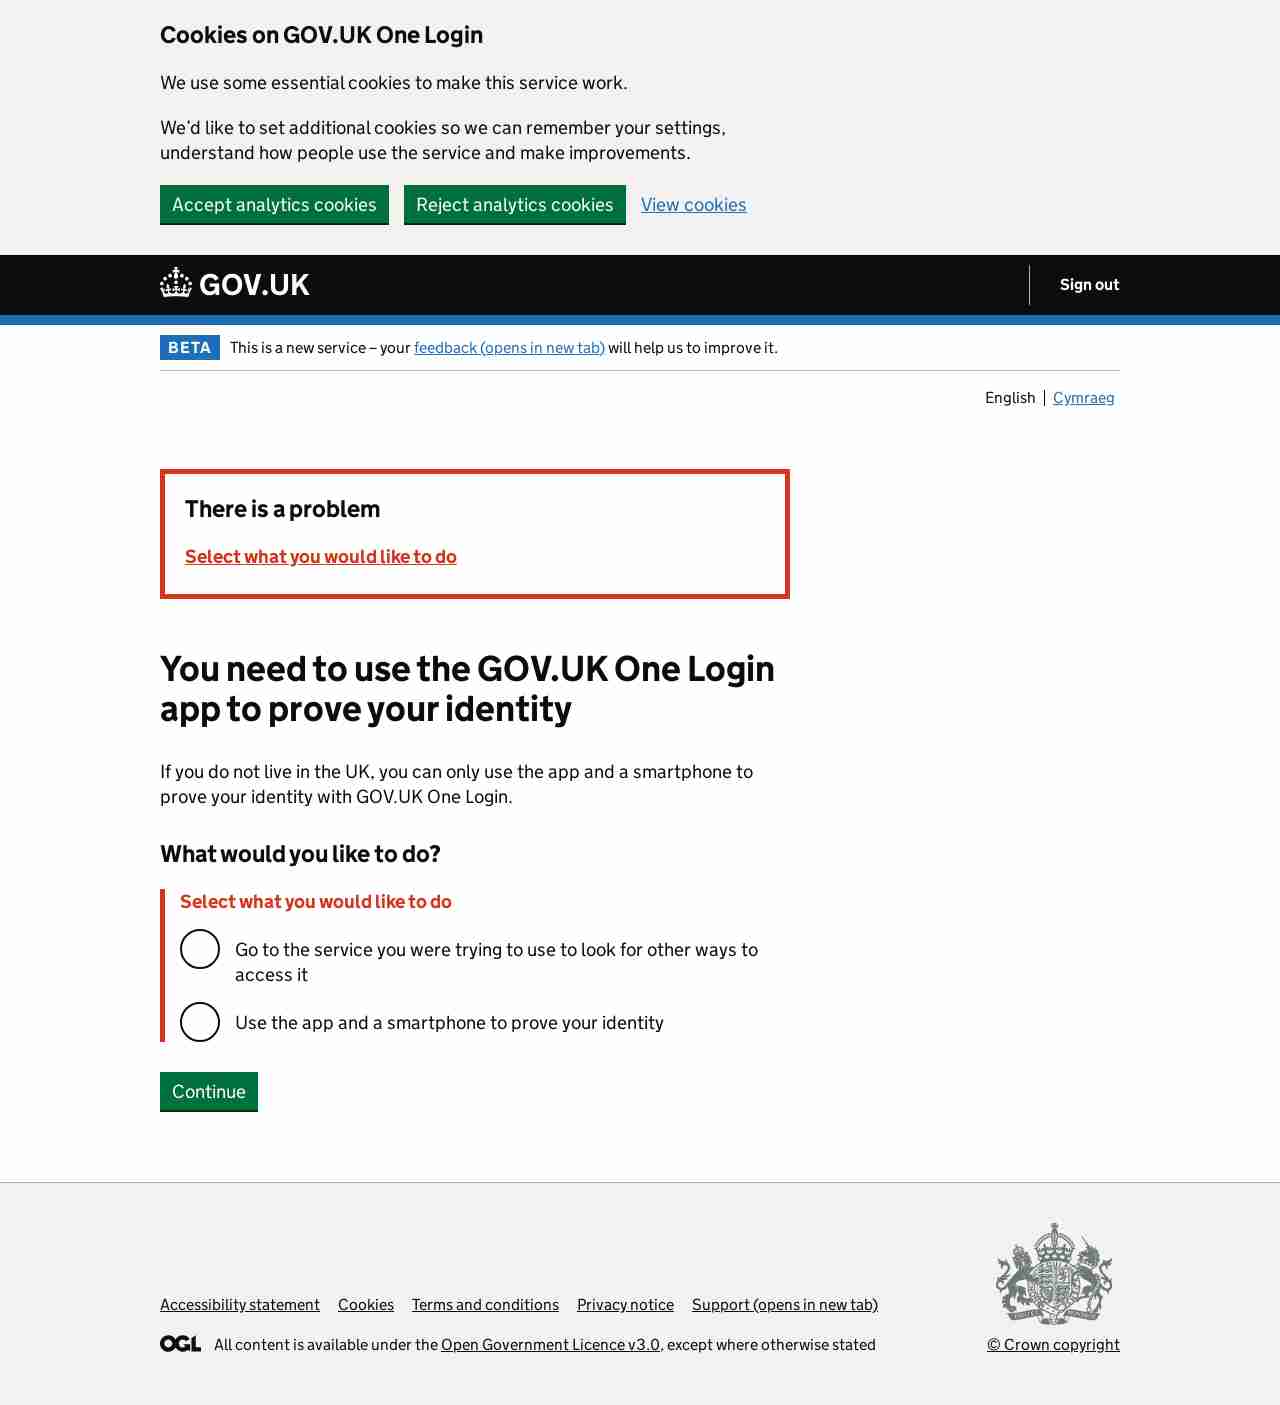 Cookies on GOV.UK One Login
We use some essential cookies to make this service work.
We’d like to set additional cookies so we can remember your settings,
understand how people use the service and make improvements.
Accept analytics cookies Reject analytics cookies View cookies
GOV.UK Sign out
BETA This is a new service – your feedback (opens in new tab) will help us to improve it.
English Cymraeg
There is a problem
Select what you would like to do
You need to use the GOV.UK One Login
app to prove your identity
If you do not live in the UK, you can only use the app and a smartphone to
prove your identity with GOV.UK One Login.
What would you like to do?
Select what you would like to do
Go to the service you were trying to use to look for other ways to
access it
Use the app and a smartphone to prove your identity
Continue
Accessibility statement Cookies Terms and conditions Privacy notice Support (opens in new tab)
OGL All content is available under the Open Government Licence v3.0, except where otherwise stated
© Crown copyright